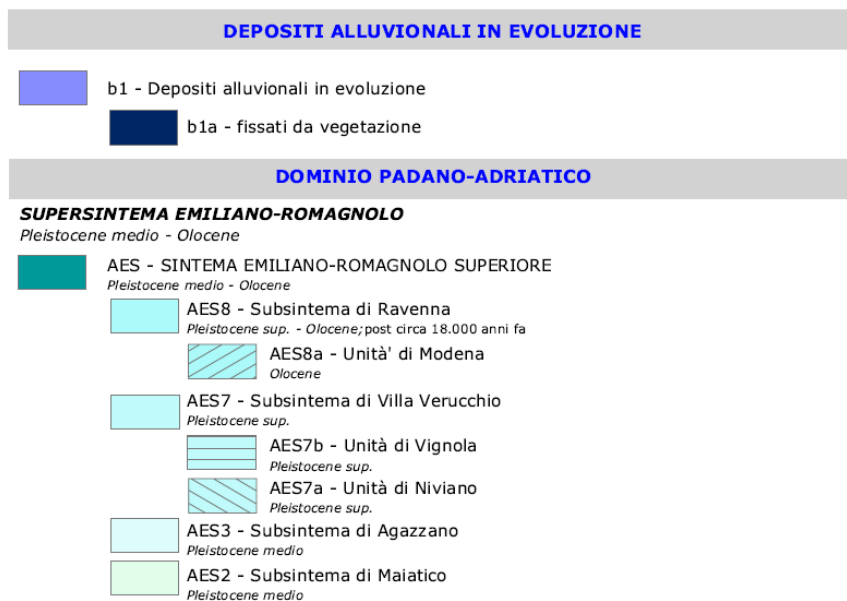 DEPOSITI ALLUVIONALI IN EVOLUZIONE
b1 - Depositi alluvionali in evoluzione
b1a - fissati da vegetazione
DOMINIO PADANO-ADRIATICO
SUPERSINTEMA EMILIANO-ROMAGNOLO
Pleistocene medio - Olocene
AES - SINTEMA EMILIANO-ROMAGNOLO SUPERIORE
Pleistocene medio - Olocene
AES8 - Subsintema di Ravenna
Pleistocene sup. - Olocene; post circa 18.000 anni fa
AES8a - Unità' di Modena
Olocene
AES7 - Subsintema di Villa Verucchio
Pleistocene sup.
AES7b - Unità di Vignola
Pleistocene sup.
AES7a - Unità di Niviano
Pleistocene sup.
AES3 - Subsintema di Agazzano
Pleistocene medio
AES2 - Subsintema di Maiatico
Pleistocene medio